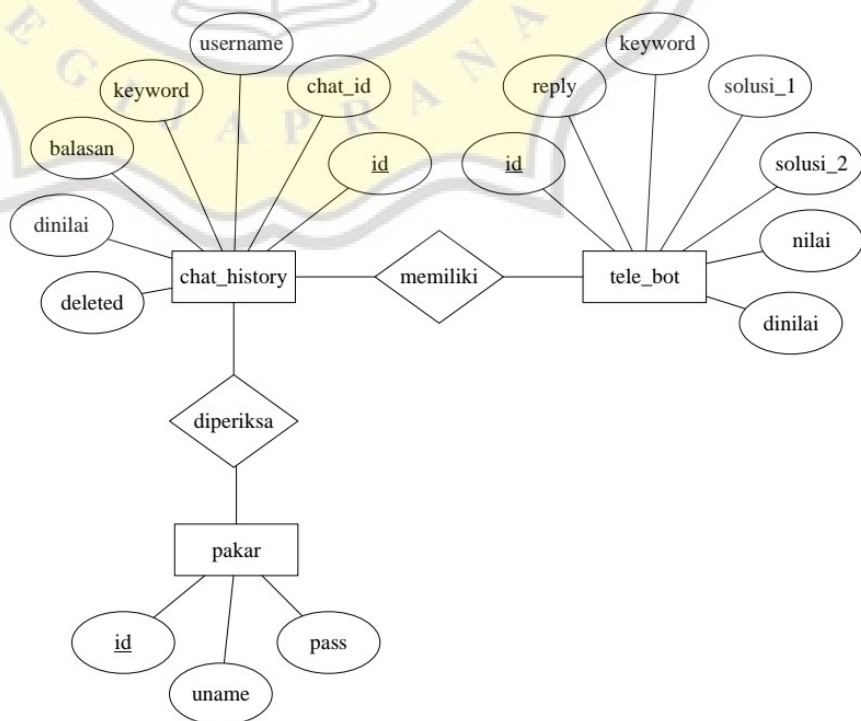 EGIJAPRANA
username
keyword
chat_id
balasan
id
dinilai
deleted
chat_history
memiliki
keyword
reply
solusi_1
id
solusi_2
nilai
dinilai
tele_bot
diperiksa
pakar
id
uname
pass